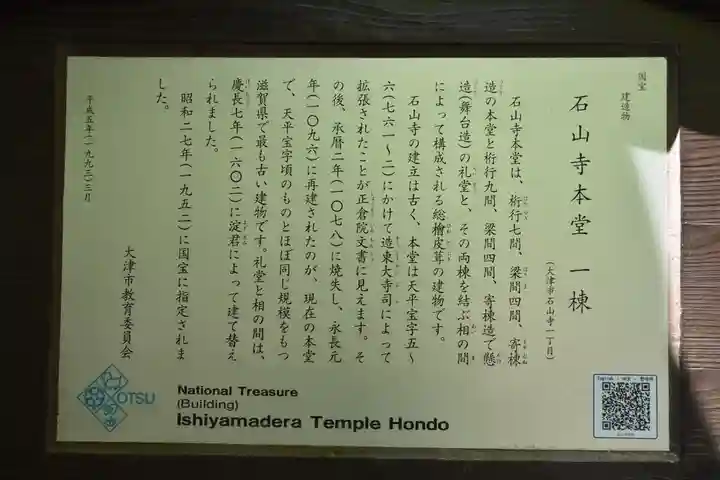 国宝 建造物
石山寺本堂 一棟
(大津市石山寺一丁目)
石山寺本堂は、桁行七間、梁間四間、寄棟
造の本堂と桁行九間、梁間四間、寄棟造で懸
造(舞台造)の礼堂と、その両棟を結ぶ相の間
によって構成される総檜皮葺の建物です。
石山寺の建立は古く、本堂は天平宝字五〜
六(七六一〜二)にかけて造東大寺司によって
拡張されたことが正倉院文書に見えます。そ
の後、承暦二年(一〇七八)に焼失し、永長元
年(一〇九六)に再建されたのが、現在の本堂
で、天平宝字頃のものとほぼ同じ規模をもつ
滋賀県で最も古い建物です。礼堂と相の間は、
慶長七年(一六〇二)に淀君によって建て替え
られました。
昭和二七年(一九五二)に国宝に指定されま
した。
平成五年(一九九三)三月
大津市教育委員会
OTSU
National Treasure
(Building)
Ishiyamadera Temple Hondo